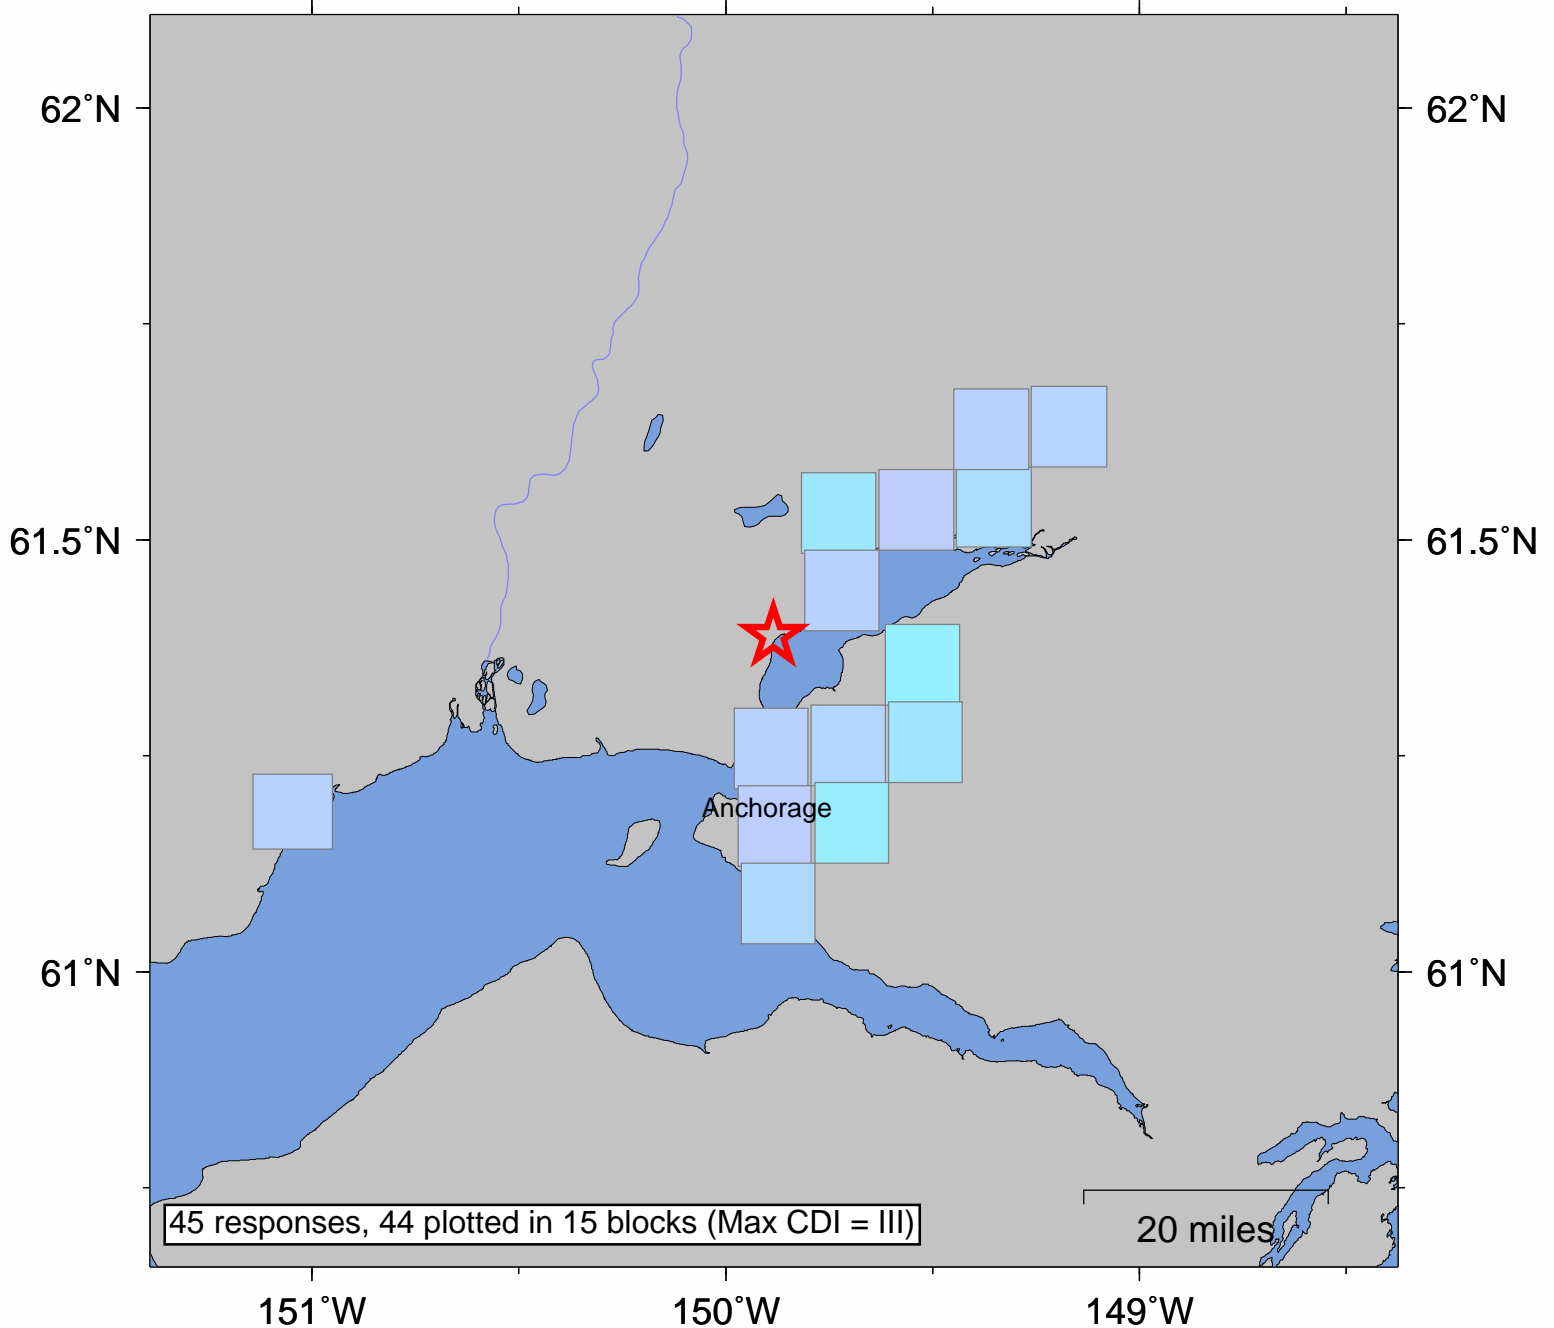 62˚N
62˚N
61.5˚N
61.5˚N
Anchorage
61˚N
61˚N
45 responses, 44 plotted in 15 blocks (Max CDI = III)
20 miles
151˚W
150˚W
149˚W